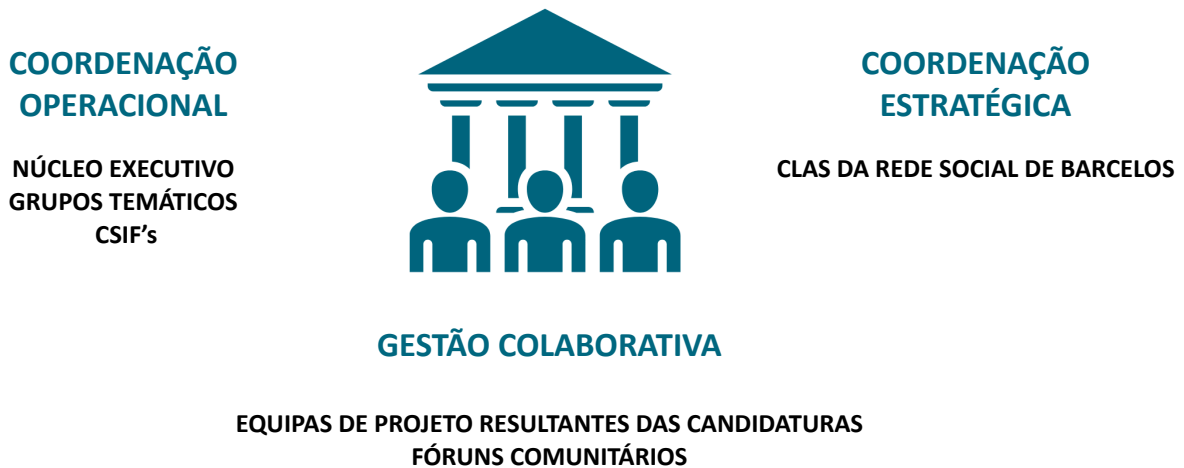 COORDENAÇÃO
OPERACIONAL
NÚCLEO EXECUTIVO
GRUPOS TEMÁTICOS
CSIF’s
COORDENAÇÃO
ESTRATÉGICA
CLAS DA REDE SOCIAL DE BARCELOS
GESTÃO COLABORATIVA
EQUIPAS DE PROJETO RESULTANTES DAS CANDIDATURAS
FÓRUNS COMUNITÁRIOS